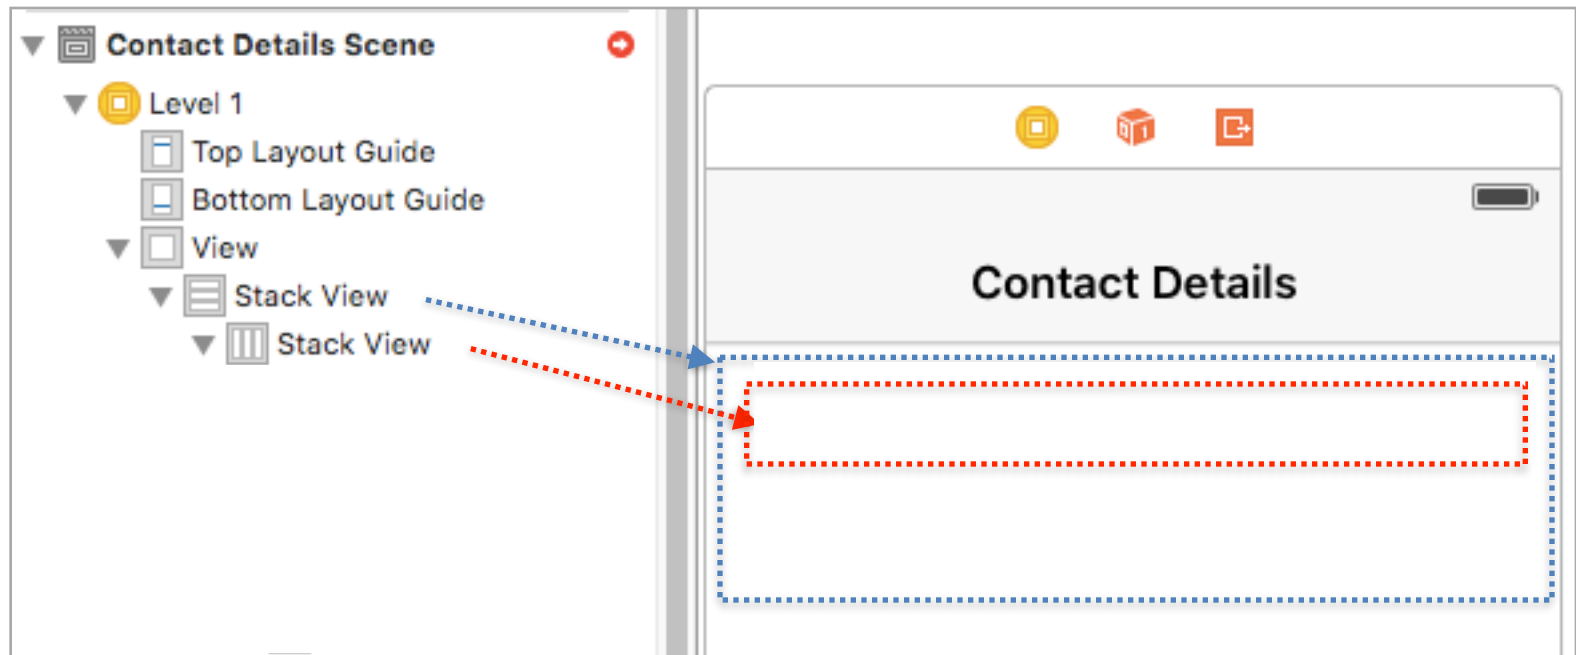 Contact Details Scene
Level 1
Top Layout Guide
Bottom Layout Guide
View
Stack View
Stack View
Contact Details